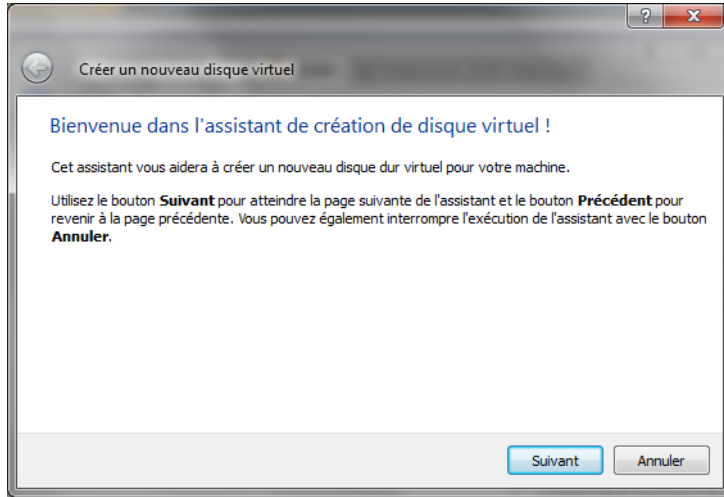 Créer un nouveau disque virtuel
Bienvenue dans l'assistant de création de disque virtuel !
Cet assistant vous aidera à créer un nouveau disque dur virtuel pour votre machine.
Utilisez le bouton Suivant pour atteindre la page suivante de l'assistant et le bouton Précédent pour
revenir à la page précédente. Vous pouvez également interrompre l'exécution de l'assistant avec le bouton
Annuler.
Suivant Annuler